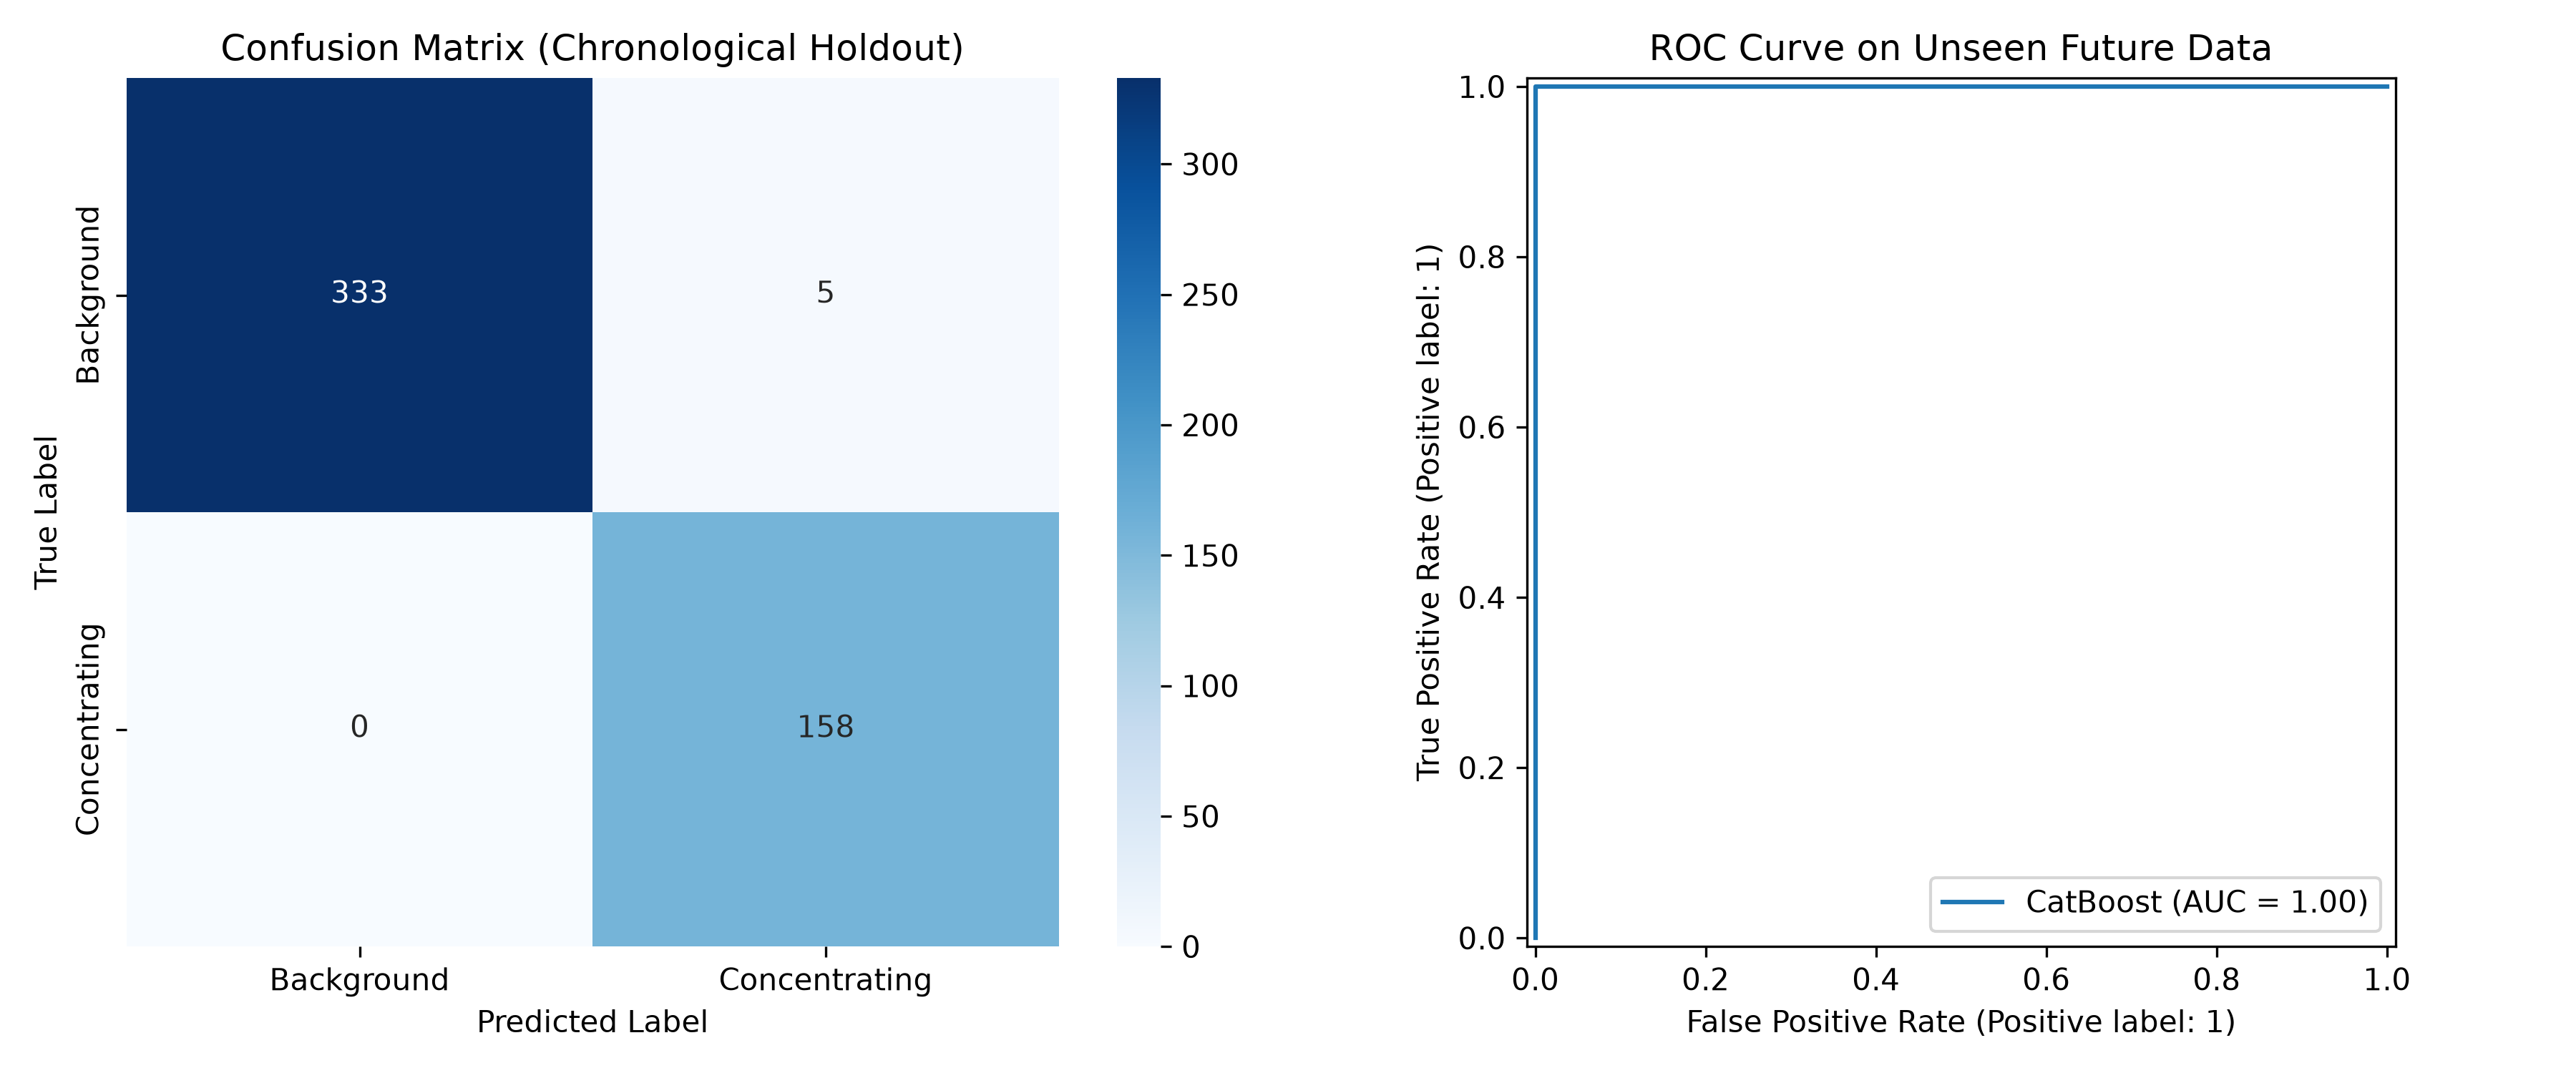 Confusion Matrix (Chronological Holdout)
True Label
Background
Concentrating
333
5
0
158
Background
Concentrating
Predicted Label
300
250
200
150
100
50
0
ROC Curve on Unseen Future Data
True Positive Rate (Positive label: 1)
1.0
0.8
0.6
0.4
0.2
0.0
CatBoost (AUC = 1.00)
0.0 0.2 0.4 0.6 0.8 1.0
False Positive Rate (Positive label: 1)